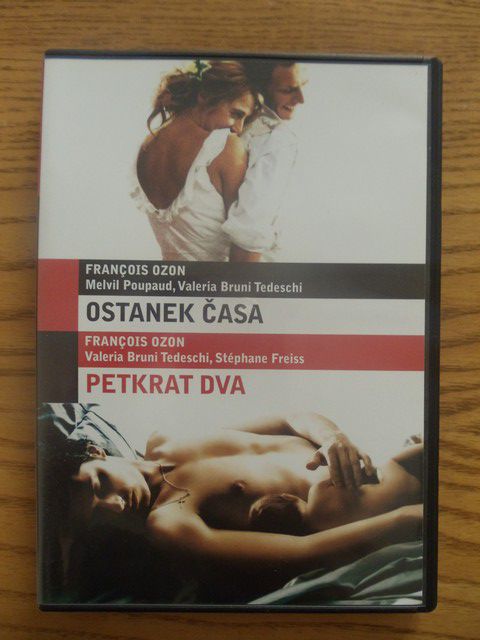 FRANÇOIS OZON
Melvil Poupaud, Valeria Bruni Tedeschi
OSTANEK ČASA
FRANÇOIS OZON
Valeria Bruni Tedeschi, Stéphane Freiss
PETKRAT DVA